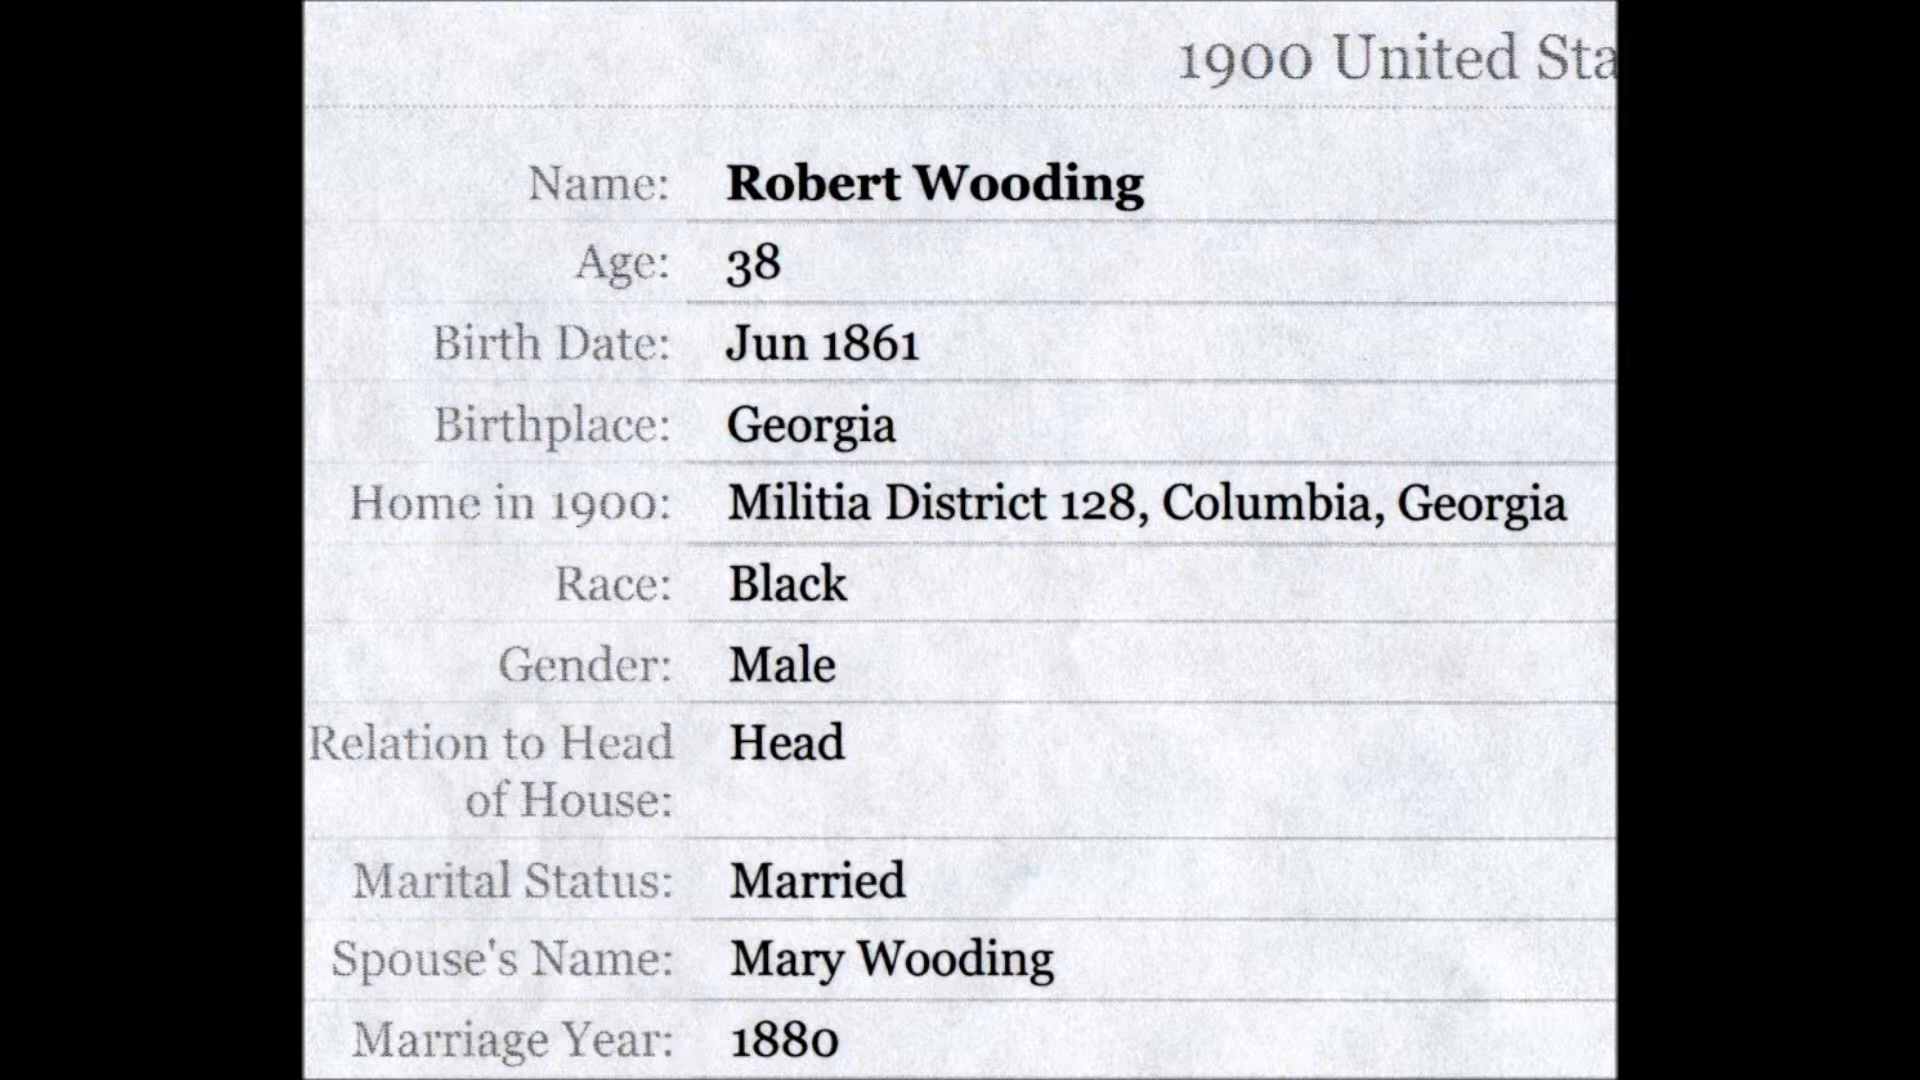 1900 United Sta
Name: Robert Wooding
Age: 38
Birth Date: Jun 1861
Birthplace: Georgia
Home in 1900: Militia District 128, Columbia, Georgia
Race: Black
Gender: Male
Relation to Head Head
of House:
Marital Status: Married
Spouse's Name: Mary Wooding
Marriage Year: 1880